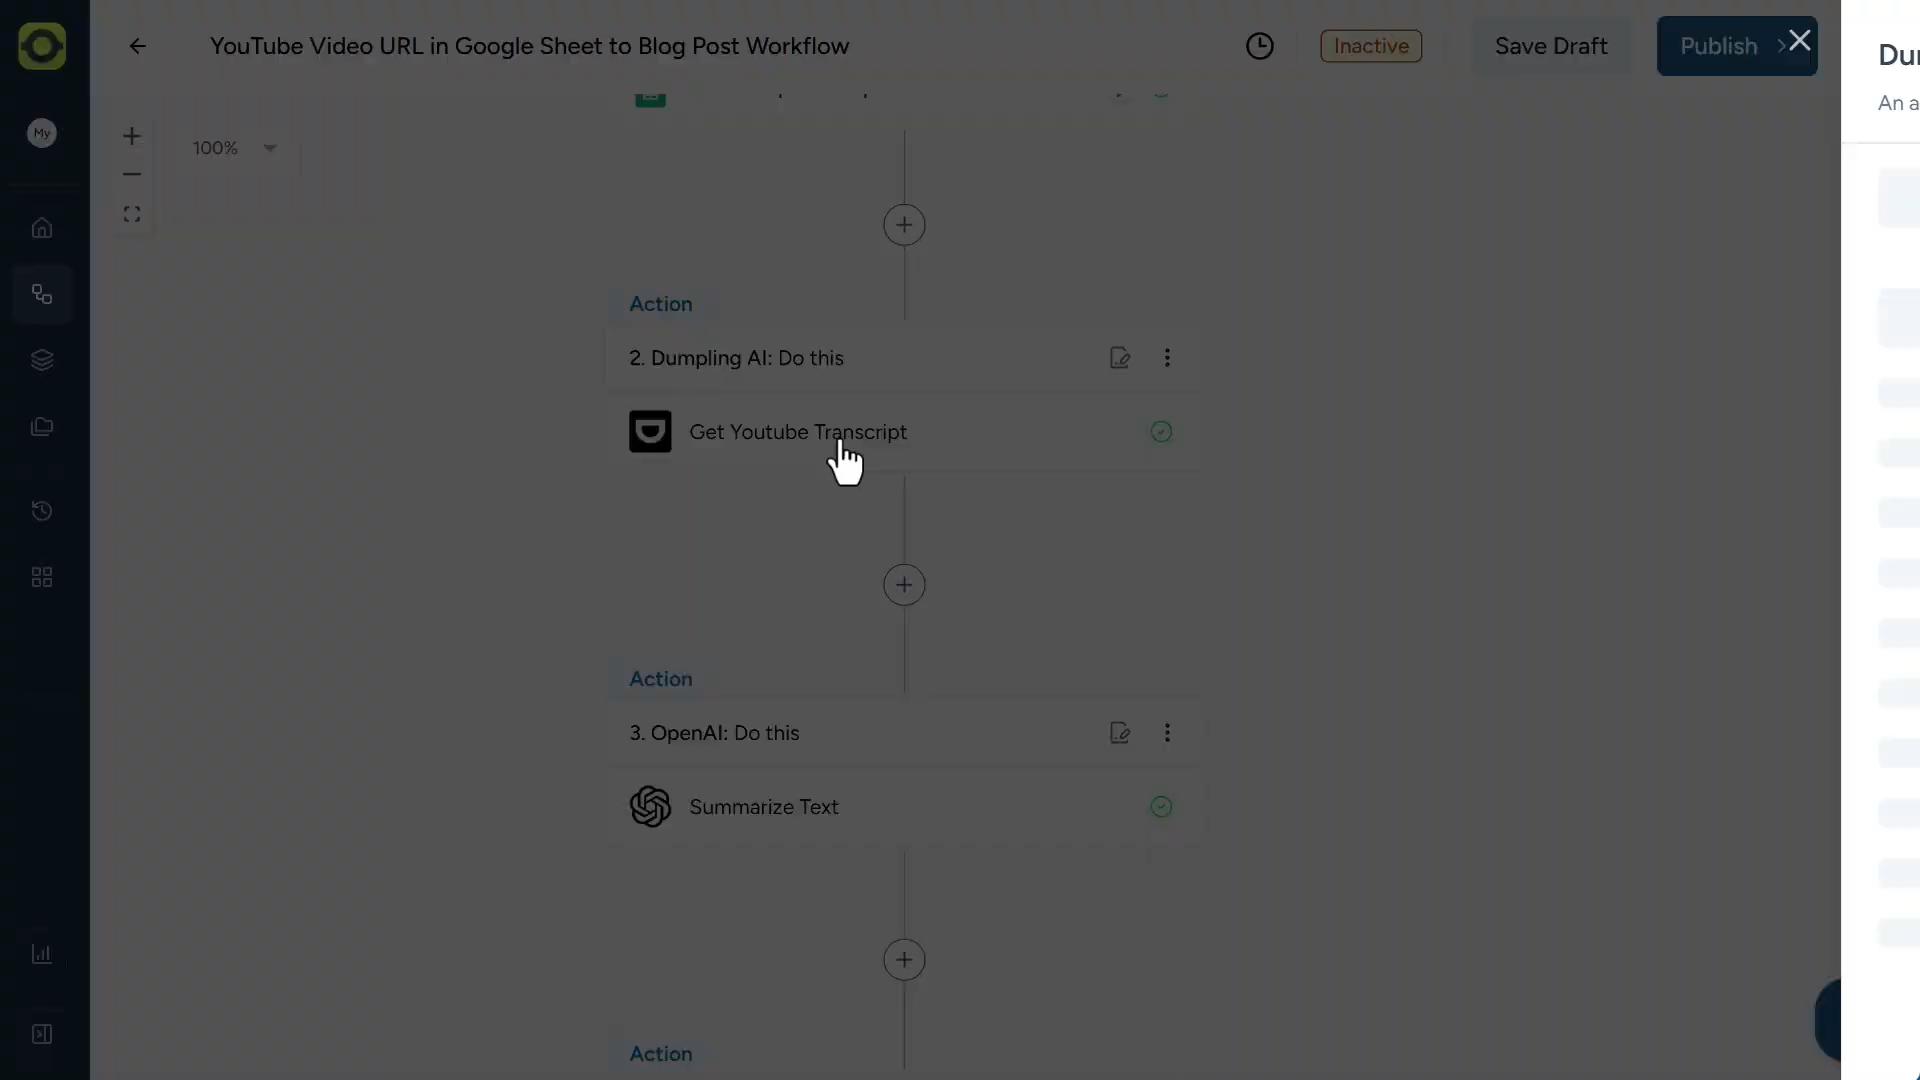 YouTube Video URL in Google Sheet to Blog Post Workflow
Inactive
Save Draft
Publish
My
100%
Action
2. Dumpling AI: Do this
Get Youtube Transcript
Action
3. OpenAI: Do this
Summarize Text
Action
Du
An a